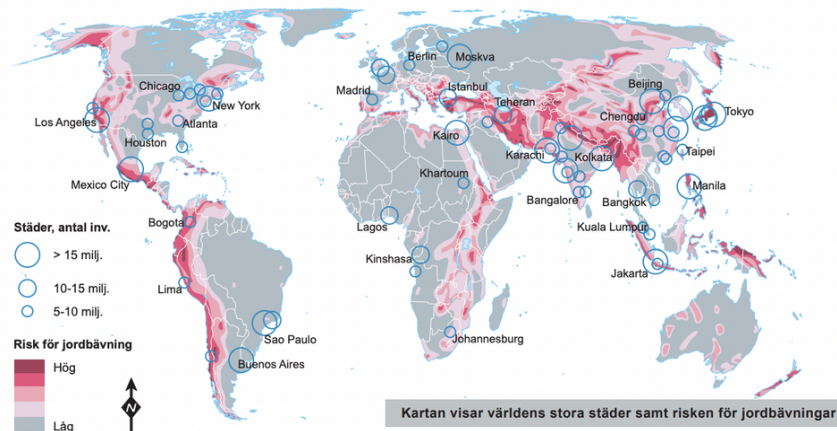 Berlin
Moskva
Chicago
Madrid
Istanbul
Beijing
New York
Teheran
Los Angeles
Atlanta
Chengdu
Tokyo
Kairo
Houston
Karachi
Kolkata
Taipei
Khartoum
Mexico City
Manila
Bangalore
Bangkok
Bogota
Lagos
Kuala Lumpur
Städer, antal inv.
> 15 milj.
Kinshasa
Jakarta
10-15 milj.
Lima
5-10 milj.
Sao Paulo
Johannesburg
Risk för jordbävning
Buenos Aires
Hög
N
Kartan visar världens stora städer samt risken för jordbävningar
Låg